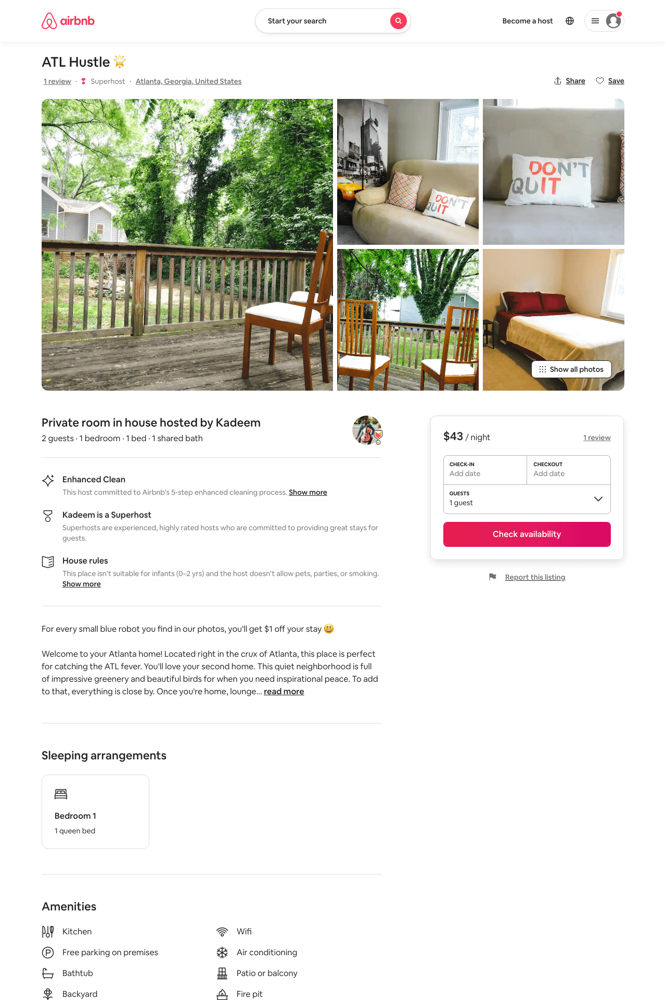 airbnb
Start your search
Become a host
ATL Hustle 🌟
1 review · Superhost · Atlanta, Georgia, United States
Share
Save
DON'T
QUIT
DON'T
QUIT
Show all photos
Private room in house hosted by Kadeem
2 guests · 1 bedroom · 1 bed · 1 shared bath
Enhanced Clean
This host committed to Airbnb's 5-step enhanced cleaning process. Show more
Kadeem is a Superhost
Superhosts are experienced, highly rated hosts who are committed to providing great stays for
guests.
House rules
This place isn’t suitable for infants (0–2 yrs) and the host doesn’t allow pets, parties, or smoking.
Show more
For every small blue robot you find in our photos, you'll get $1 off your stay 😃
Welcome to your Atlanta home! Located right in the crux of Atlanta, this place is perfect
for catching the ATL fever. You'll love your second home. This quiet neighborhood is full
of impressive greenery and beautiful birds for when you need inspirational peace. To add
to that, everything is close by. Once you're home, lounge... read more
Sleeping arrangements
Bedroom 1
1 queen bed
Amenities
Kitchen
Wifi
Free parking on premises
Air conditioning
Bathtub
Patio or balcony
Backyard
Fire pit
$43 / night
1 review
CHECK-IN
Add date
CHECKOUT
Add date
GUESTS
1 guest
Check availability
Report this listing